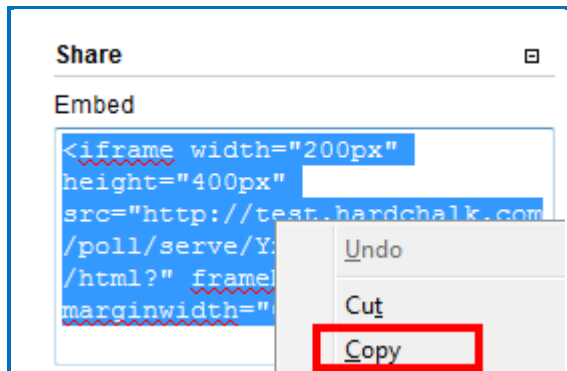 Share
Embed
<iframe width="200px"
height="400px"
src="http://test.hardchalk.com
/poll/serve/Y
/html?" frame
marginwidth="
Undo
Cut
Copy